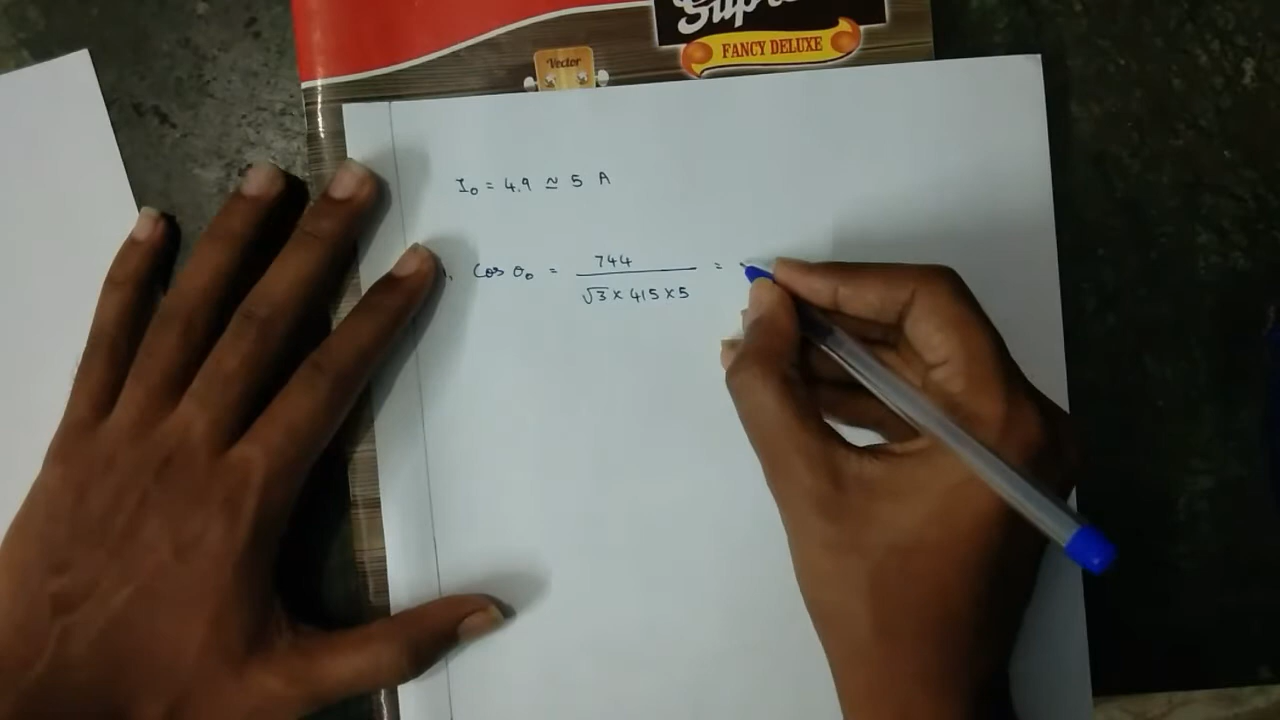 FANCY DELUXE
Vector
I₀ = 4.9 ≃ 5 A
Cos θ₀ = 744 / √3 × 415 × 5 =